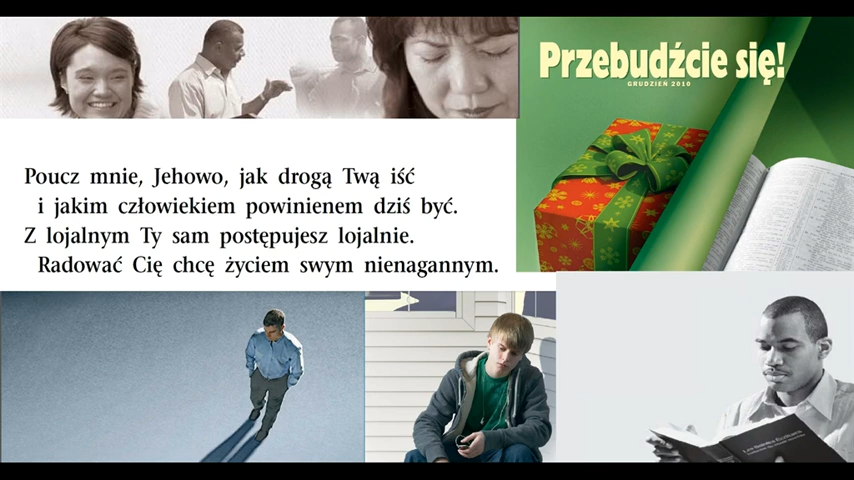 Przebudźcie się!
GRUDZIEŃ 2010
Poucz mnie, Jehowo, jak drogą Twą iść
i jakim człowiekiem powinienem dziś być.
Z lojalnym Ty sam postępujesz lojalnie.
Radować Cię chcę życiem swym nienagannym.